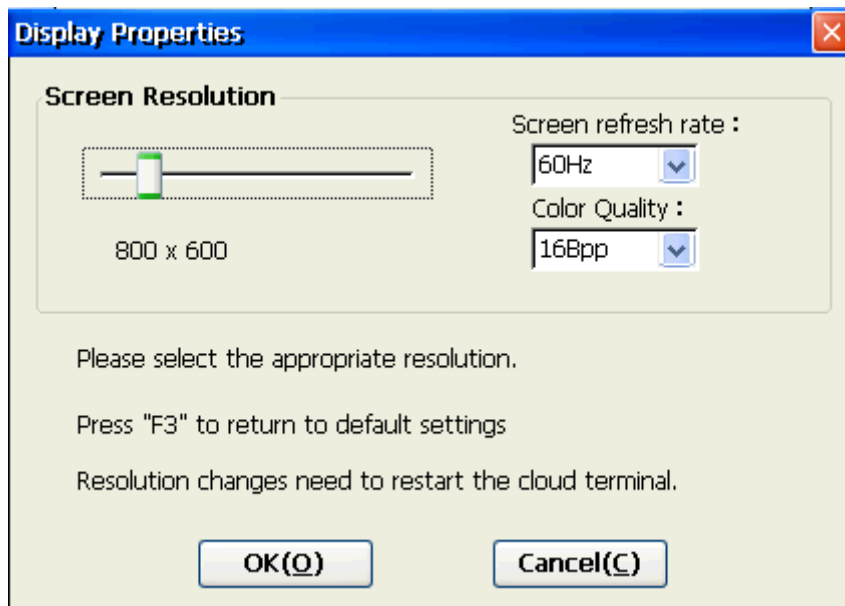 Display Properties
Screen Resolution
800 x 600
Screen refresh rate :
60Hz
Color Quality :
16Bpp
Please select the appropriate resolution.
Press "F3" to return to default settings
Resolution changes need to restart the cloud terminal.
OK(O)
Cancel(C)